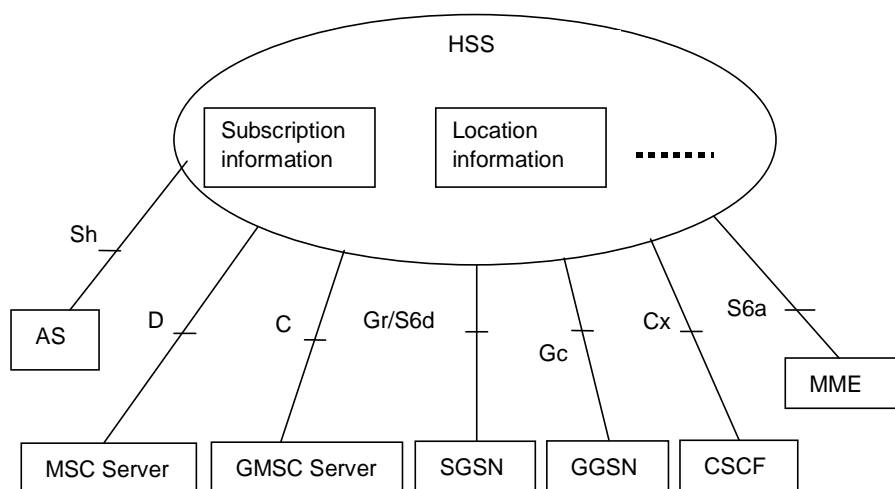 HSS
Subscription
information
Location
information
Sh
D
C
Gr/S6d
Gc
Cx
S6a
AS
MME
MSC Server
GMSC Server
SGSN
GGSN
CSCF